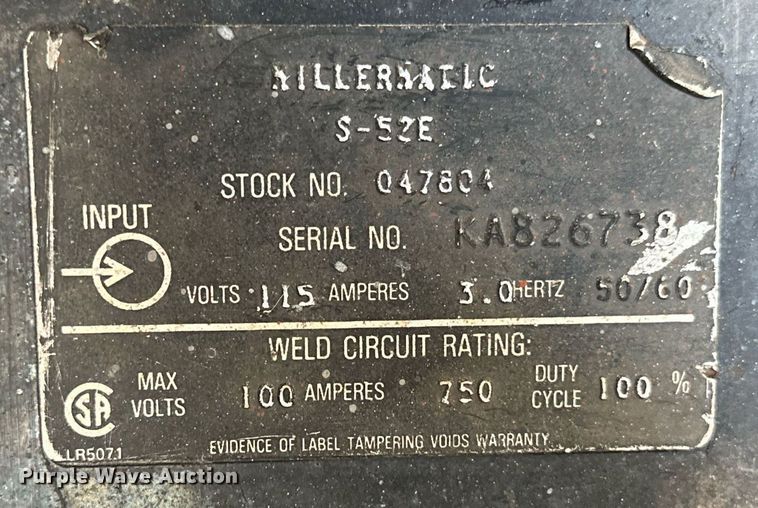 MILLERMATIC
S-52E
STOCK NO. 047804
INPUT
SERIAL NO. KA826738
VOLTS 115 AMPERES 3.0 HERTZ 50/60
WELD CIRCUIT RATING:
MAX VOLTS 100 AMPERES 750 DUTY CYCLE 100 %
SA
LR5071
EVIDENCE OF LABEL TAMPERING VOIDS WARRANTY
Purple Wave Auction